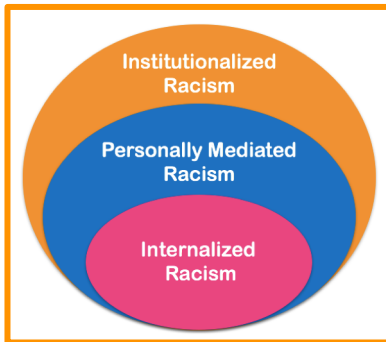 Institutionalized
Racism
Personally Mediated
Racism
Internalized
Racism